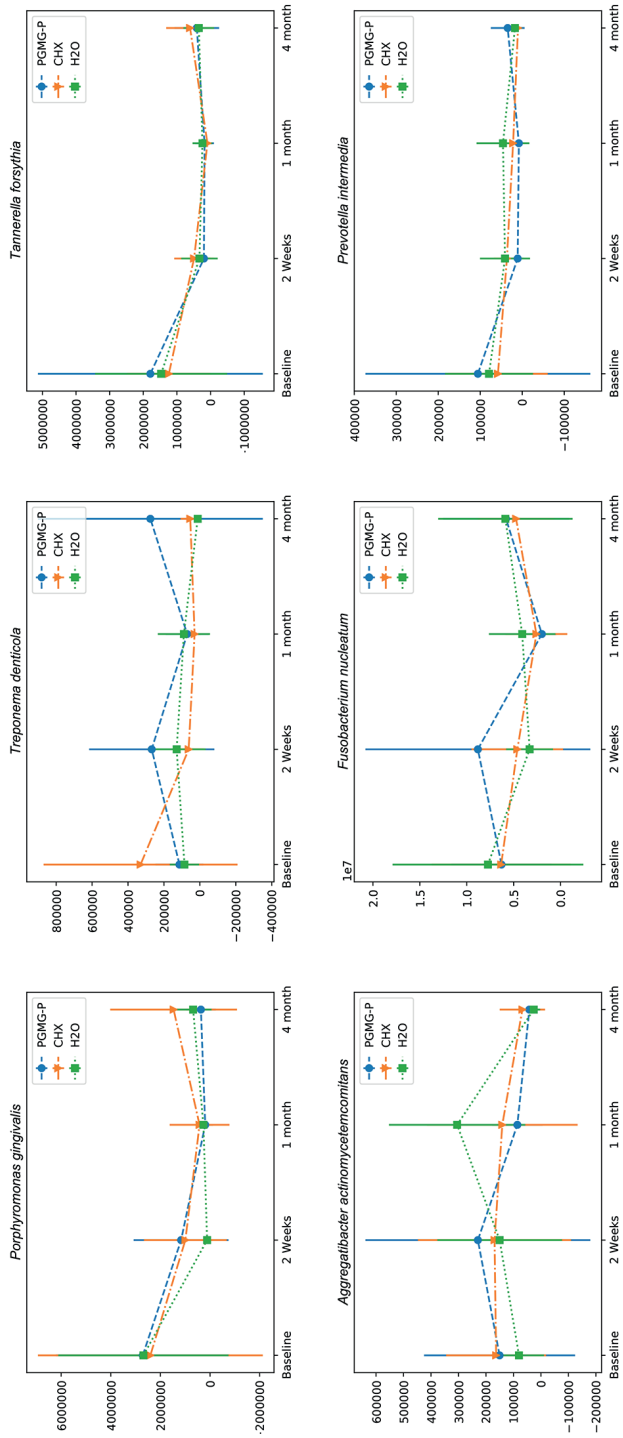 Porphyromonas gingivalis
6000000
4000000
2000000
0
−2000000
Baseline
2 Weeks
1 month
4 month
PGMG-P
CHX
H2O
Treponema denticola
800000
600000
400000
200000
0
−200000
−400000
Baseline
2 Weeks
1 month
4 month
PGMG-P
CHX
H2O
Tannerella forsythia
5000000
4000000
3000000
2000000
1000000
0
−1000000
Baseline
2 Weeks
1 month
4 month
PGMG-P
CHX
H2O
Aggregatibacter actinomycetemcomitans
600000
500000
400000
300000
200000
100000
0
−100000
−200000
Baseline
2 Weeks
1 month
4 month
PGMG-P
CHX
H2O
Fusobacterium nucleatum
1e7
2.0
1.5
1.0
0.5
0.0
Baseline
2 Weeks
1 month
4 month
PGMG-P
CHX
H2O
Prevotella intermedia
400000
300000
200000
100000
0
−100000
Baseline
2 Weeks
1 month
4 month
PGMG-P
CHX
H2O